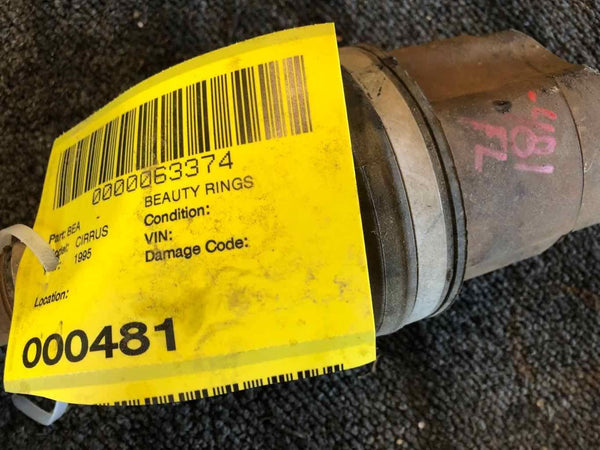 0000063374
BEAUTY RINGS
Part: BEA
Condition:
CIRRUS
VIN:
1995
Damage Code:
Location:
000481
-481
FL